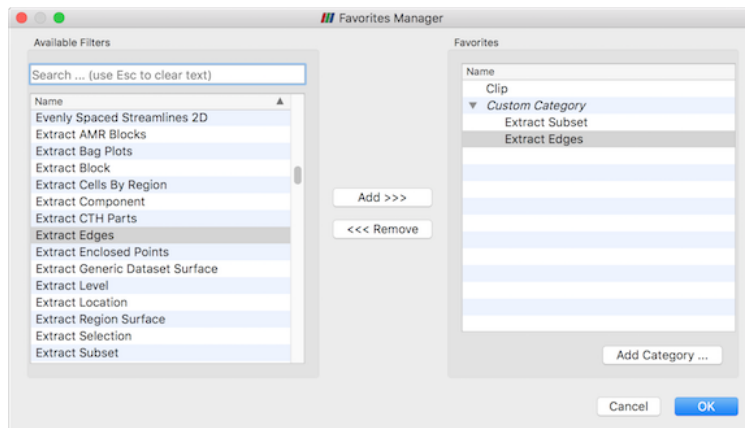 Favorites Manager
Available Filters
Search ... (use Esc to clear text)
Name
Evenly Spaced Streamlines 2D
Extract AMR Blocks
Extract Bag Plots
Extract Block
Extract Cells By Region
Extract Component
Extract CTH Parts
Extract Edges
Extract Enclosed Points
Extract Generic Dataset Surface
Extract Level
Extract Location
Extract Region Surface
Extract Selection
Extract Subset
Add >>>
<<< Remove
Favorites
Name
Clip
Custom Category
Extract Subset
Extract Edges
Add Category ...
Cancel
OK